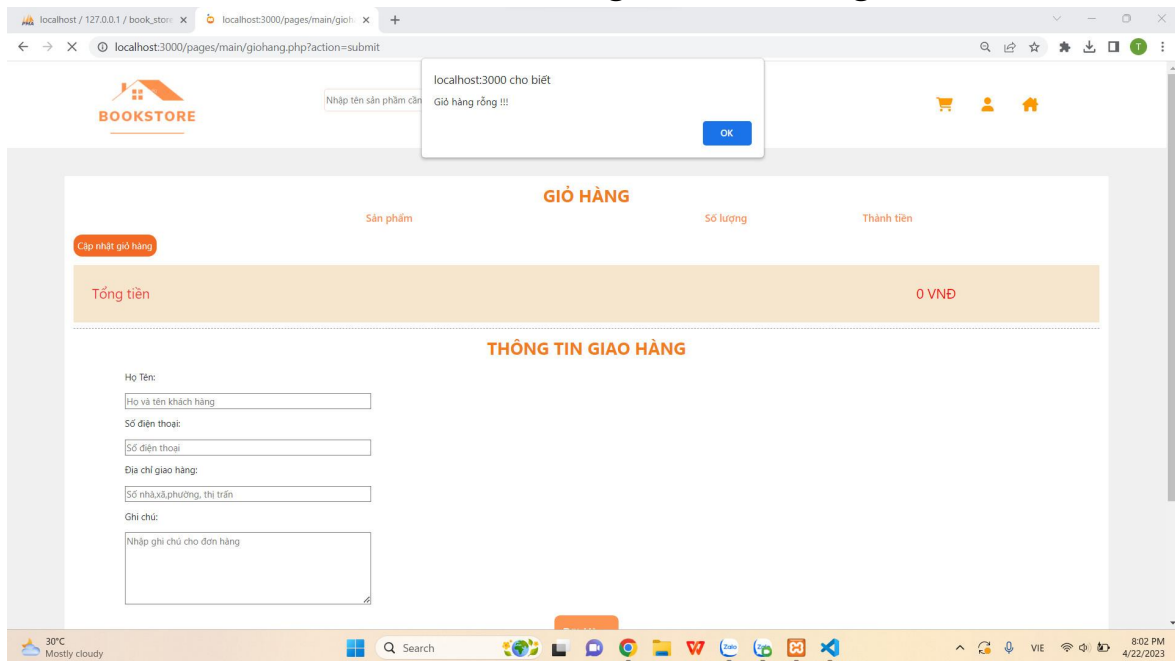 localhost / 127.0.0.1 / book_store
localhost:3000/pages/main/gioh
localhost:3000/pages/main/giohang.php?action=submit
T
localhost:3000 cho biết
Giỏ hàng rỗng !!!
OK
BOOKSTORE
Nhập tên sản phẩm cần
GIỎ HÀNG
Sản phẩm
Số lượng
Thành tiền
Cập nhật giỏ hàng
Tổng tiền
0 VNĐ
THÔNG TIN GIAO HÀNG
Họ Tên:
Họ và tên khách hàng
Số điện thoại:
Số điện thoại
Địa chỉ giao hàng:
Số nhà,xã,phường, thị trấn
Ghi chú:
Nhập ghi chú cho đơn hàng
30°C
Mostly cloudy
Search
Zalo
VIE
8:02 PM
4/22/2023